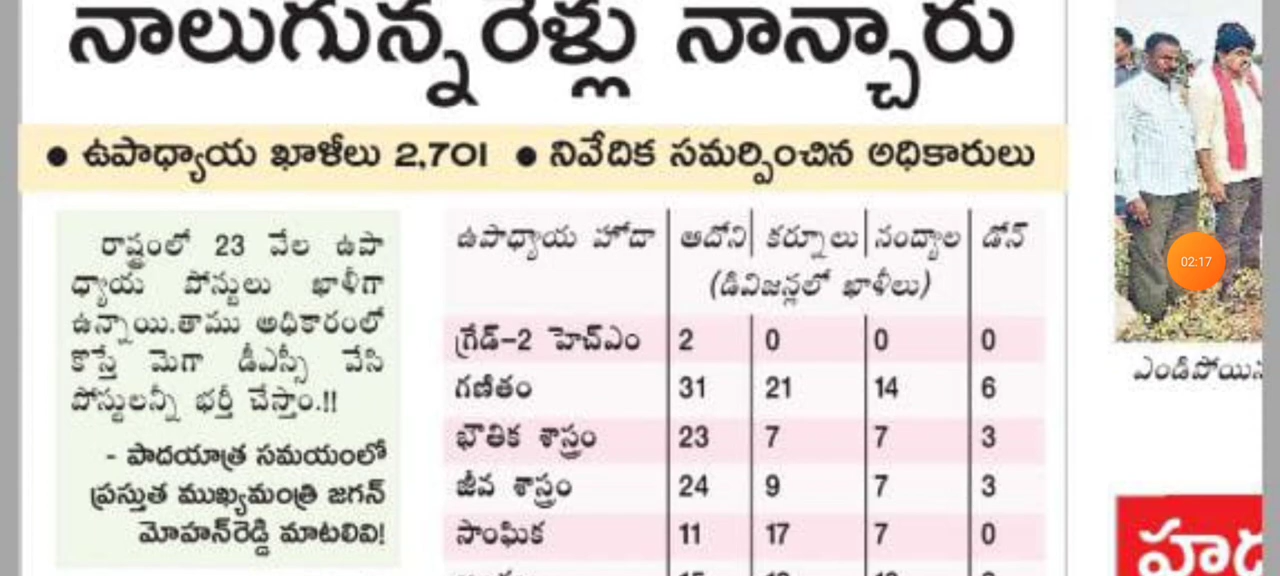 నాలుగున్నరేళ్లు నాన్చారు
● ఉపాధ్యాయ ఖాళీలు 2,701 ● నివేదిక సమర్పించిన అధికారులు
రాష్ట్రంలో 23 వేల ఉపా
ధ్యాయ పోస్టులు ఖాళీగా
ఉన్నాయి.తాము అధికారంలో
కొస్తే మెగా డీఎస్సీ వేసి
పోస్టులన్నీ భర్తీ చేస్తాం.!!
- పాదయాత్ర సమయంలో
ప్రస్తుత ముఖ్యమంత్రి జగన్
మోహన్‌రెడ్డి మాటలివి!
ఉపాధ్యాయ హోదా ఆదోని కర్నూలు నంద్యాల డోన్
(డివిజన్లలో ఖాళీలు)
గ్రేడ్-2 హెచ్ఎం 2 0 0 0
గణితం 31 21 14 6
భౌతిక శాస్త్రం 23 7 7 3
జీవ శాస్త్రం 24 9 7 3
సాంఘిక 11 17 7 0
02:17
ఎండిపోయిన